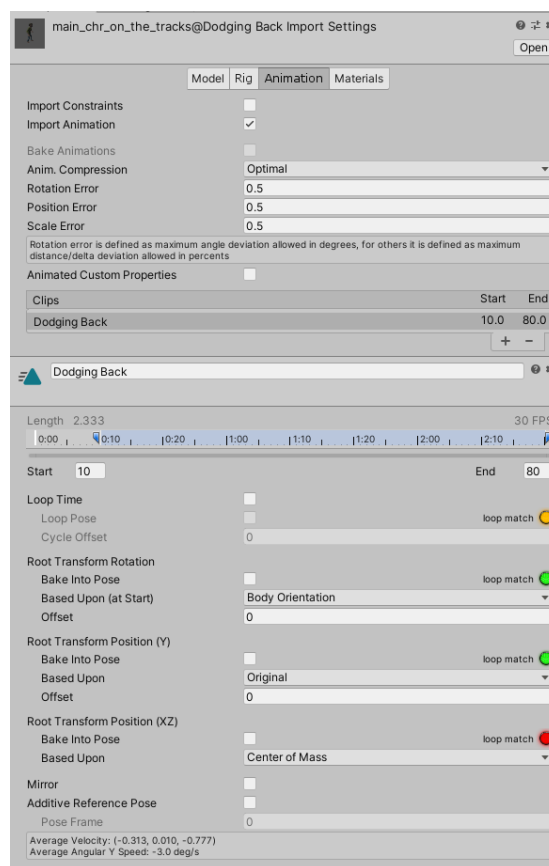 main_chr_on_the_tracks@Dodging Back Import Settings
Open
Model Rig Animation Materials
Import Constraints
Import Animation
Bake Animations
Anim. Compression Optimal
Rotation Error 0.5
Position Error 0.5
Scale Error 0.5
Rotation error is defined as maximum angle deviation allowed in degrees, for others it is defined as maximum
distance/delta deviation allowed in percents
Animated Custom Properties
Clips Start End
Dodging Back 10.0 80.0
+ −
Dodging Back
Length 2.333 30 FPS
0:00 0:10 0:20 1:00 1:10 1:20 2:00 2:10
Start 10 End 80
Loop Time
Loop Pose loop match
Cycle Offset 0
Root Transform Rotation
Bake Into Pose loop match
Based Upon (at Start) Body Orientation
Offset 0
Root Transform Position (Y)
Bake Into Pose loop match
Based Upon Original
Offset 0
Root Transform Position (XZ)
Bake Into Pose loop match
Based Upon Center of Mass
Mirror
Additive Reference Pose
Pose Frame 0
Average Velocity: (-0.313, 0.010, -0.777)
Average Angular Y Speed: -3.0 deg/s